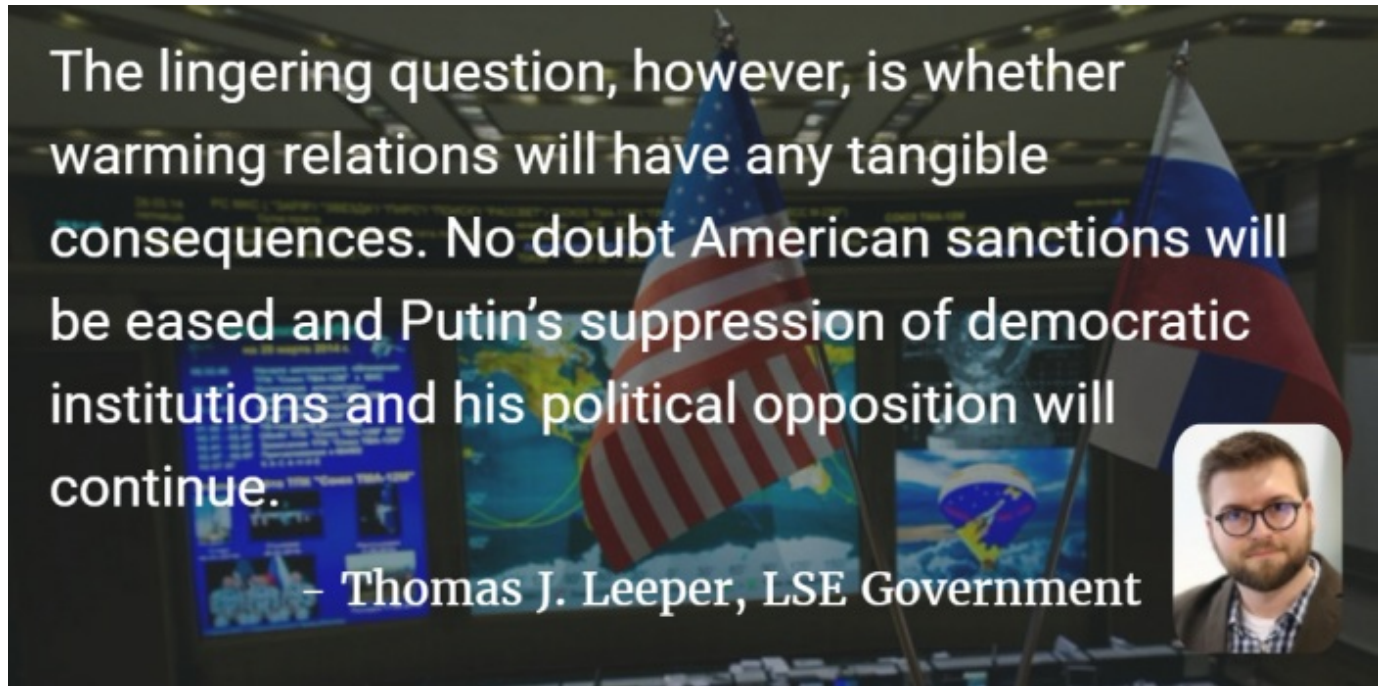 The lingering question, however, is whether
warming relations will have any tangible
consequences. No doubt American sanctions will
be eased and Putin’s suppression of democratic
institutions and his political opposition will
continue.
– Thomas J. Leeper, LSE Government